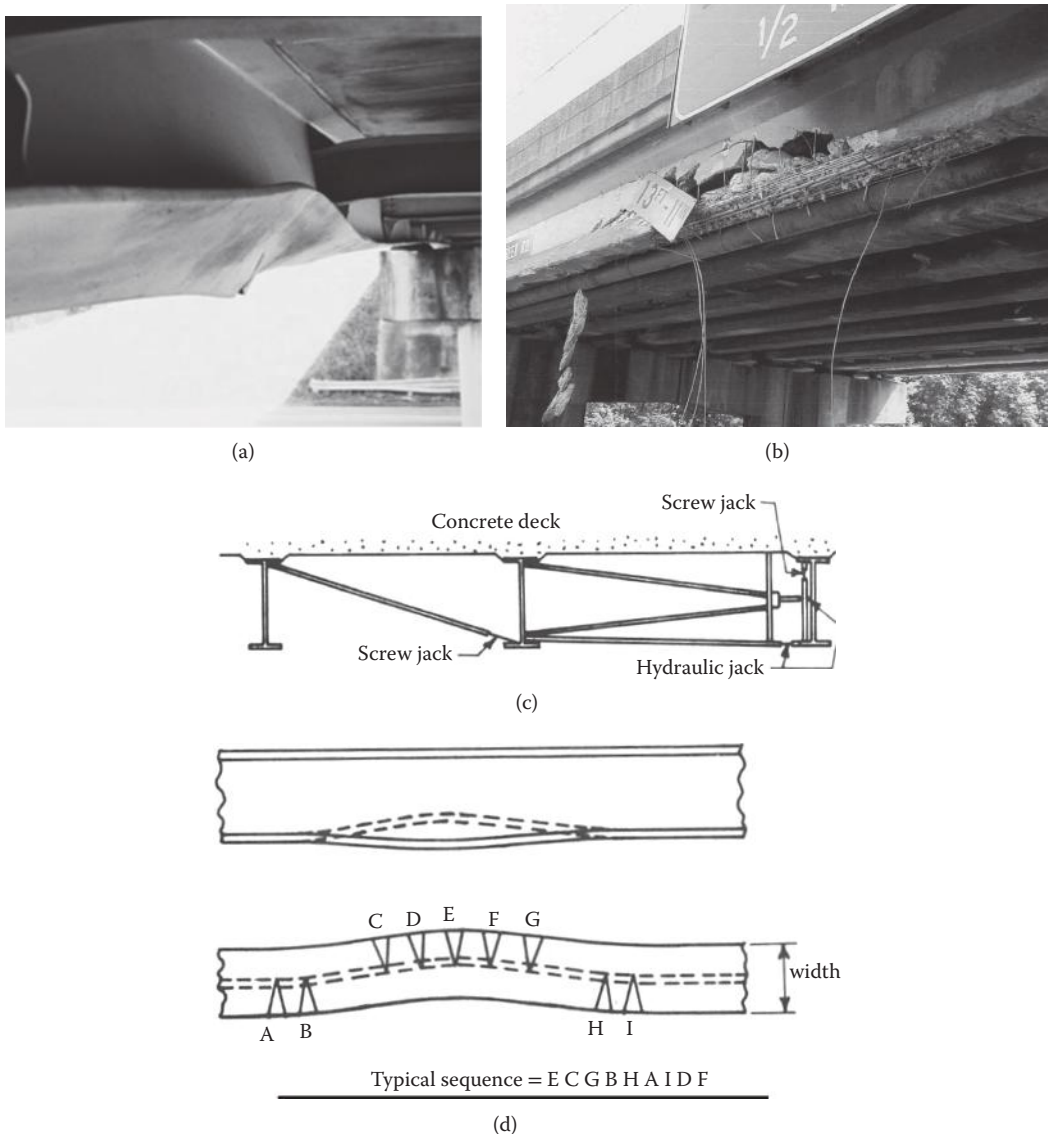 1/2
(a)
(b)
Concrete deck
Screw jack
Screw jack
Hydraulic jack
(c)
C D E F G
width
A B H I
Typical sequence = E C G B H A I D F
(d)